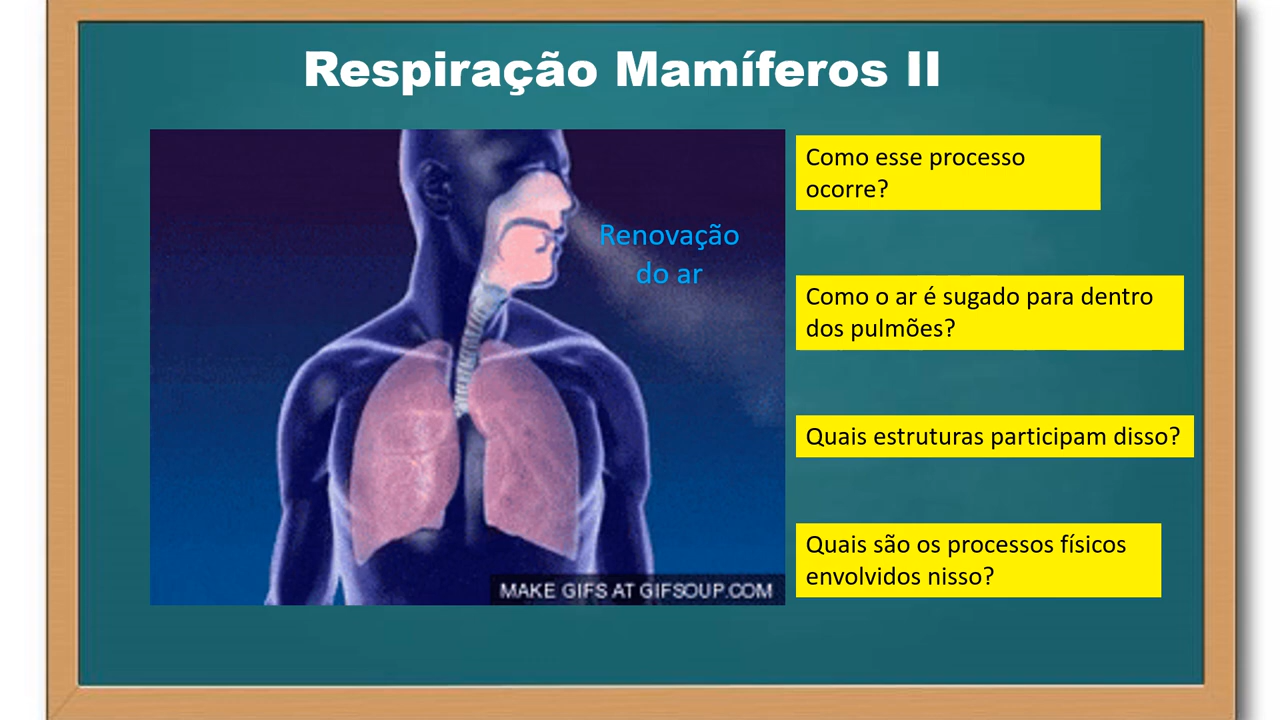 Respiração Mamíferos II
Renovação
do ar
MAKE GIFS AT GIFSOUP.COM
Como esse processo
ocorre?
Como o ar é sugado para dentro
dos pulmões?
Quais estruturas participam disso?
Quais são os processos físicos
envolvidos nisso?